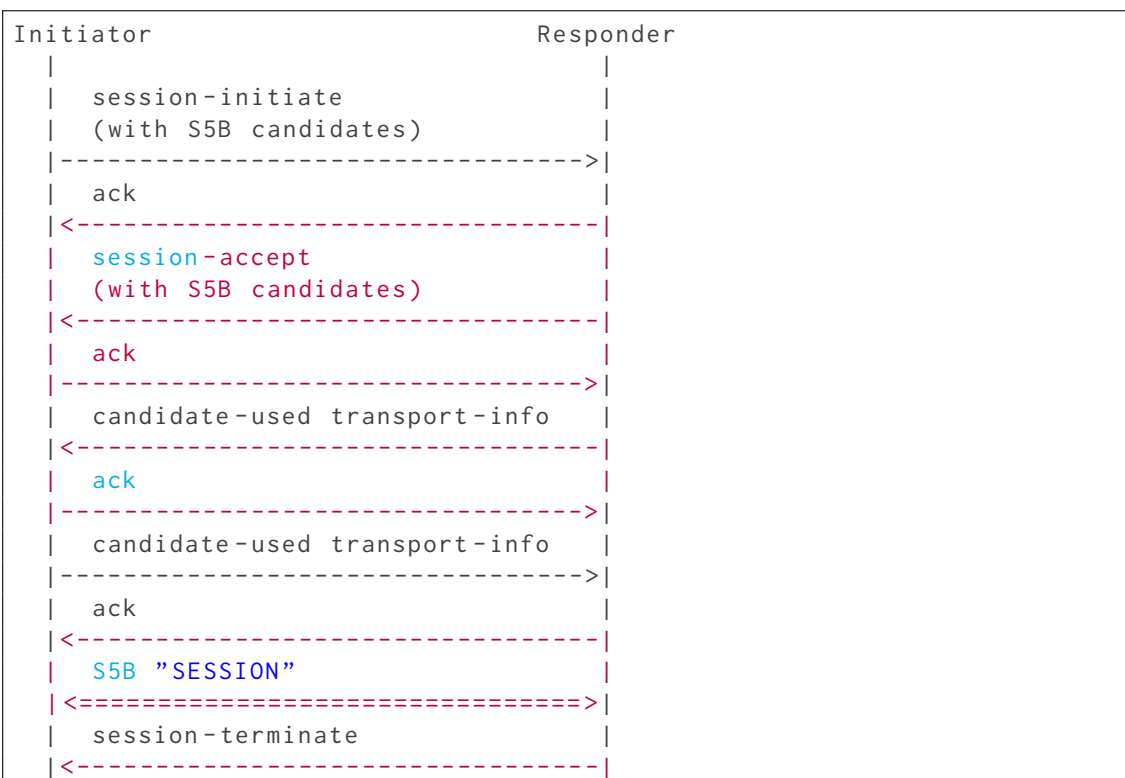 Initiator                        Responder
  |                                  |
  |  session-initiate                |
  |  (with S5B candidates)           |
  |--------------------------------->|
  |  ack                             |
  |<---------------------------------|
  |  session-accept                  |
  |  (with S5B candidates)           |
  |<---------------------------------|
  |  ack                             |
  |--------------------------------->|
  |  candidate-used transport-info   |
  |<---------------------------------|
  |  ack                             |
  |--------------------------------->|
  |  candidate-used transport-info   |
  |--------------------------------->|
  |  ack                             |
  |<---------------------------------|
  |  S5B ”SESSION”                   |
  |<================================>|
  |  session-terminate               |
  |<---------------------------------|